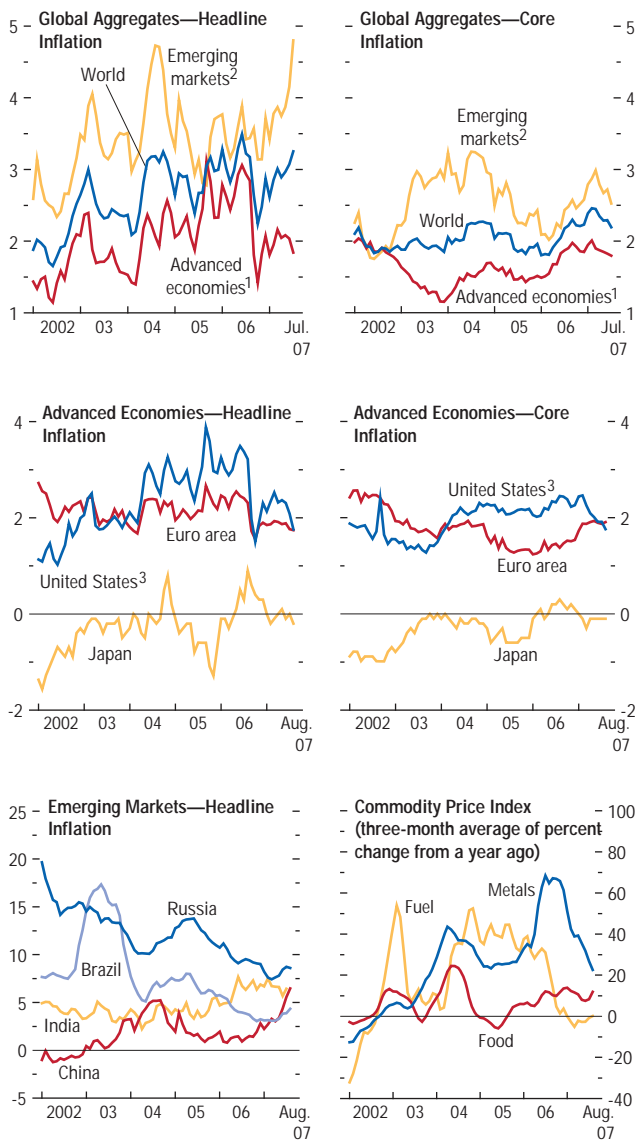 Global Aggregates—Headline
Inflation
5
4
3
2
1
World
Emerging
markets2
Advanced
economies1
2002 03 04 05 06 Jul.
07
Global Aggregates—Core
Inflation
5
4
3
2
1
Emerging
markets2
World
Advanced economies1
2002 03 04 05 06 Jul.
07
Advanced Economies—Headline
Inflation
4
2
0
-2
Euro area
United States3
Japan
2002 03 04 05 06 Aug.
07
Advanced Economies—Core
Inflation
4
2
0
-2
United States3
Euro area
Japan
2002 03 04 05 06 Aug.
07
Emerging Markets—Headline
Inflation
25
20
15
10
5
0
-5
Russia
Brazil
India
China
2002 03 04 05 06 Aug.
07
Commodity Price Index
(three-month average of percent
change from a year ago)
100
80
60
40
20
0
-20
-40
Metals
Fuel
Food
2002 03 04 05 06 Aug.
07